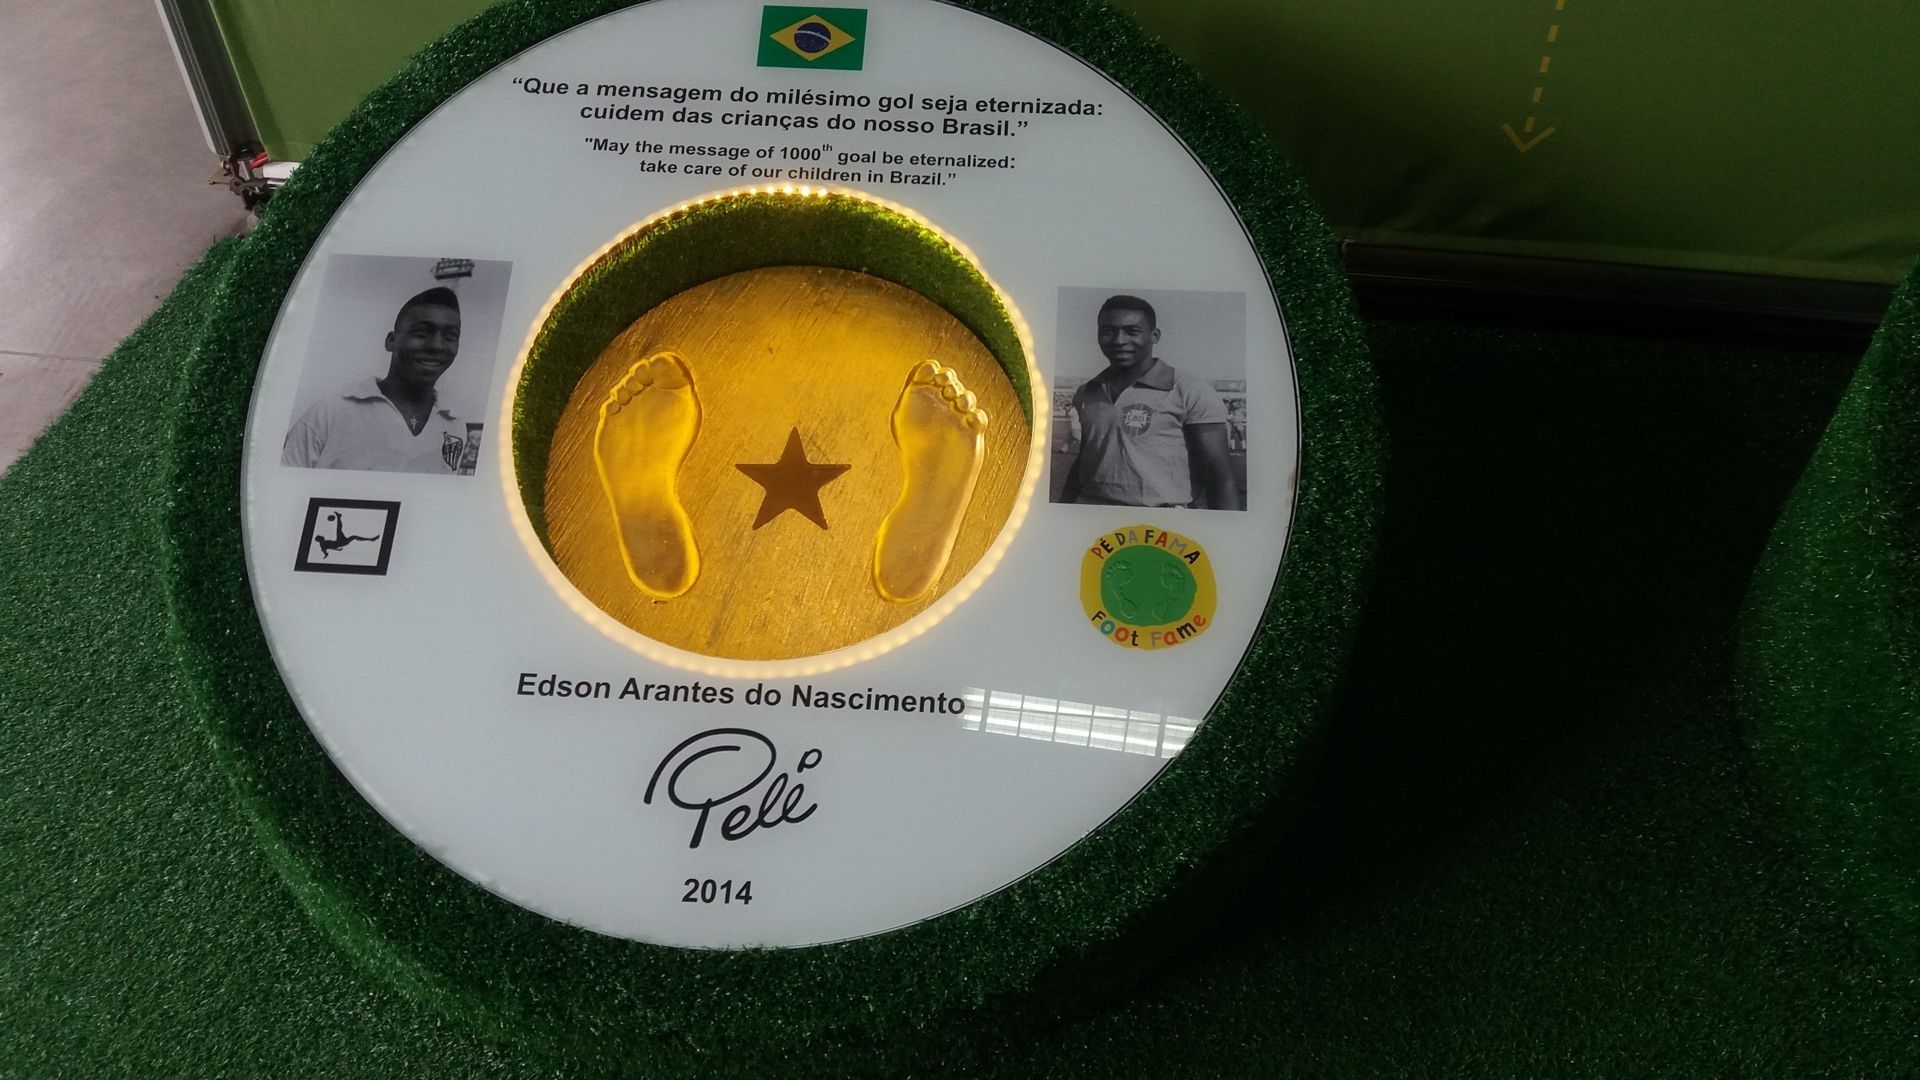 “Que a mensagem do milésimo gol seja eternizada:
cuidem das crianças do nosso Brasil.”
"May the message of 1000th goal be eternalized:
take care of our children in Brazil.”
CBD
PÉ DA FAMA
FOOt Fame
Edson Arantes do Nascimento
Pelé
2014